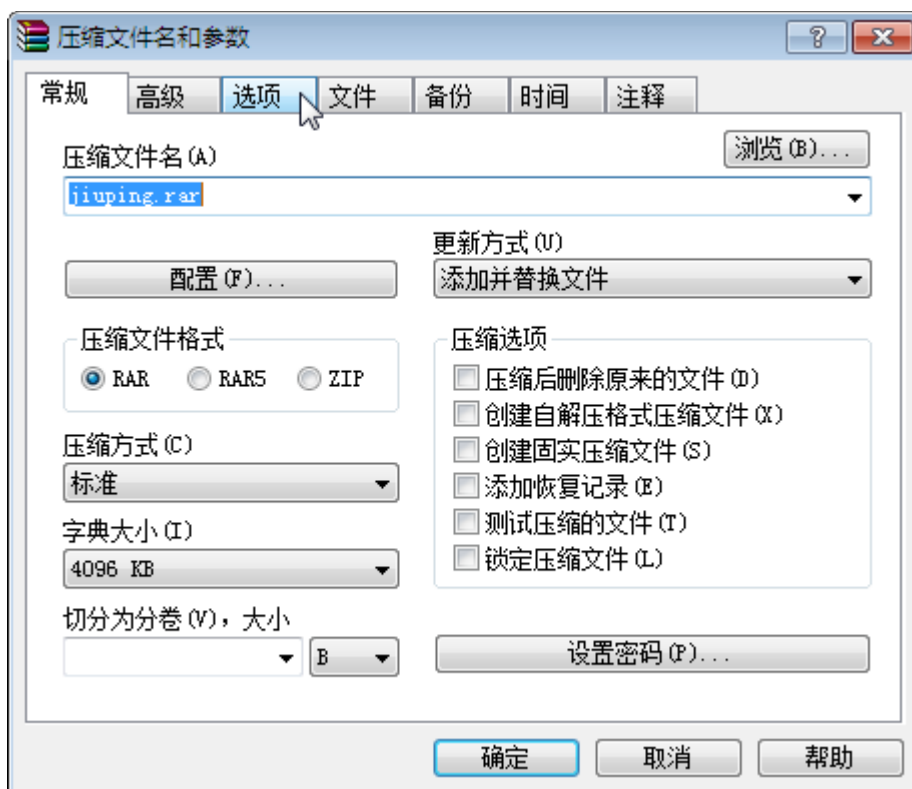 压缩文件名和参数
常规 高级 选项 文件 备份 时间 注释
压缩文件名(A)
浏览(B)...
jiuping.rar
更新方式(U)
配置(F)...
添加并替换文件
压缩文件格式
RAR RAR5 ZIP
压缩选项
压缩后删除原来的文件(D)
创建自解压格式压缩文件(X)
创建固实压缩文件(S)
添加恢复记录(E)
测试压缩的文件(T)
锁定压缩文件(L)
压缩方式(C)
标准
字典大小(I)
4096 KB
切分为分卷(V),大小
B
设置密码(P)...
确定 取消 帮助